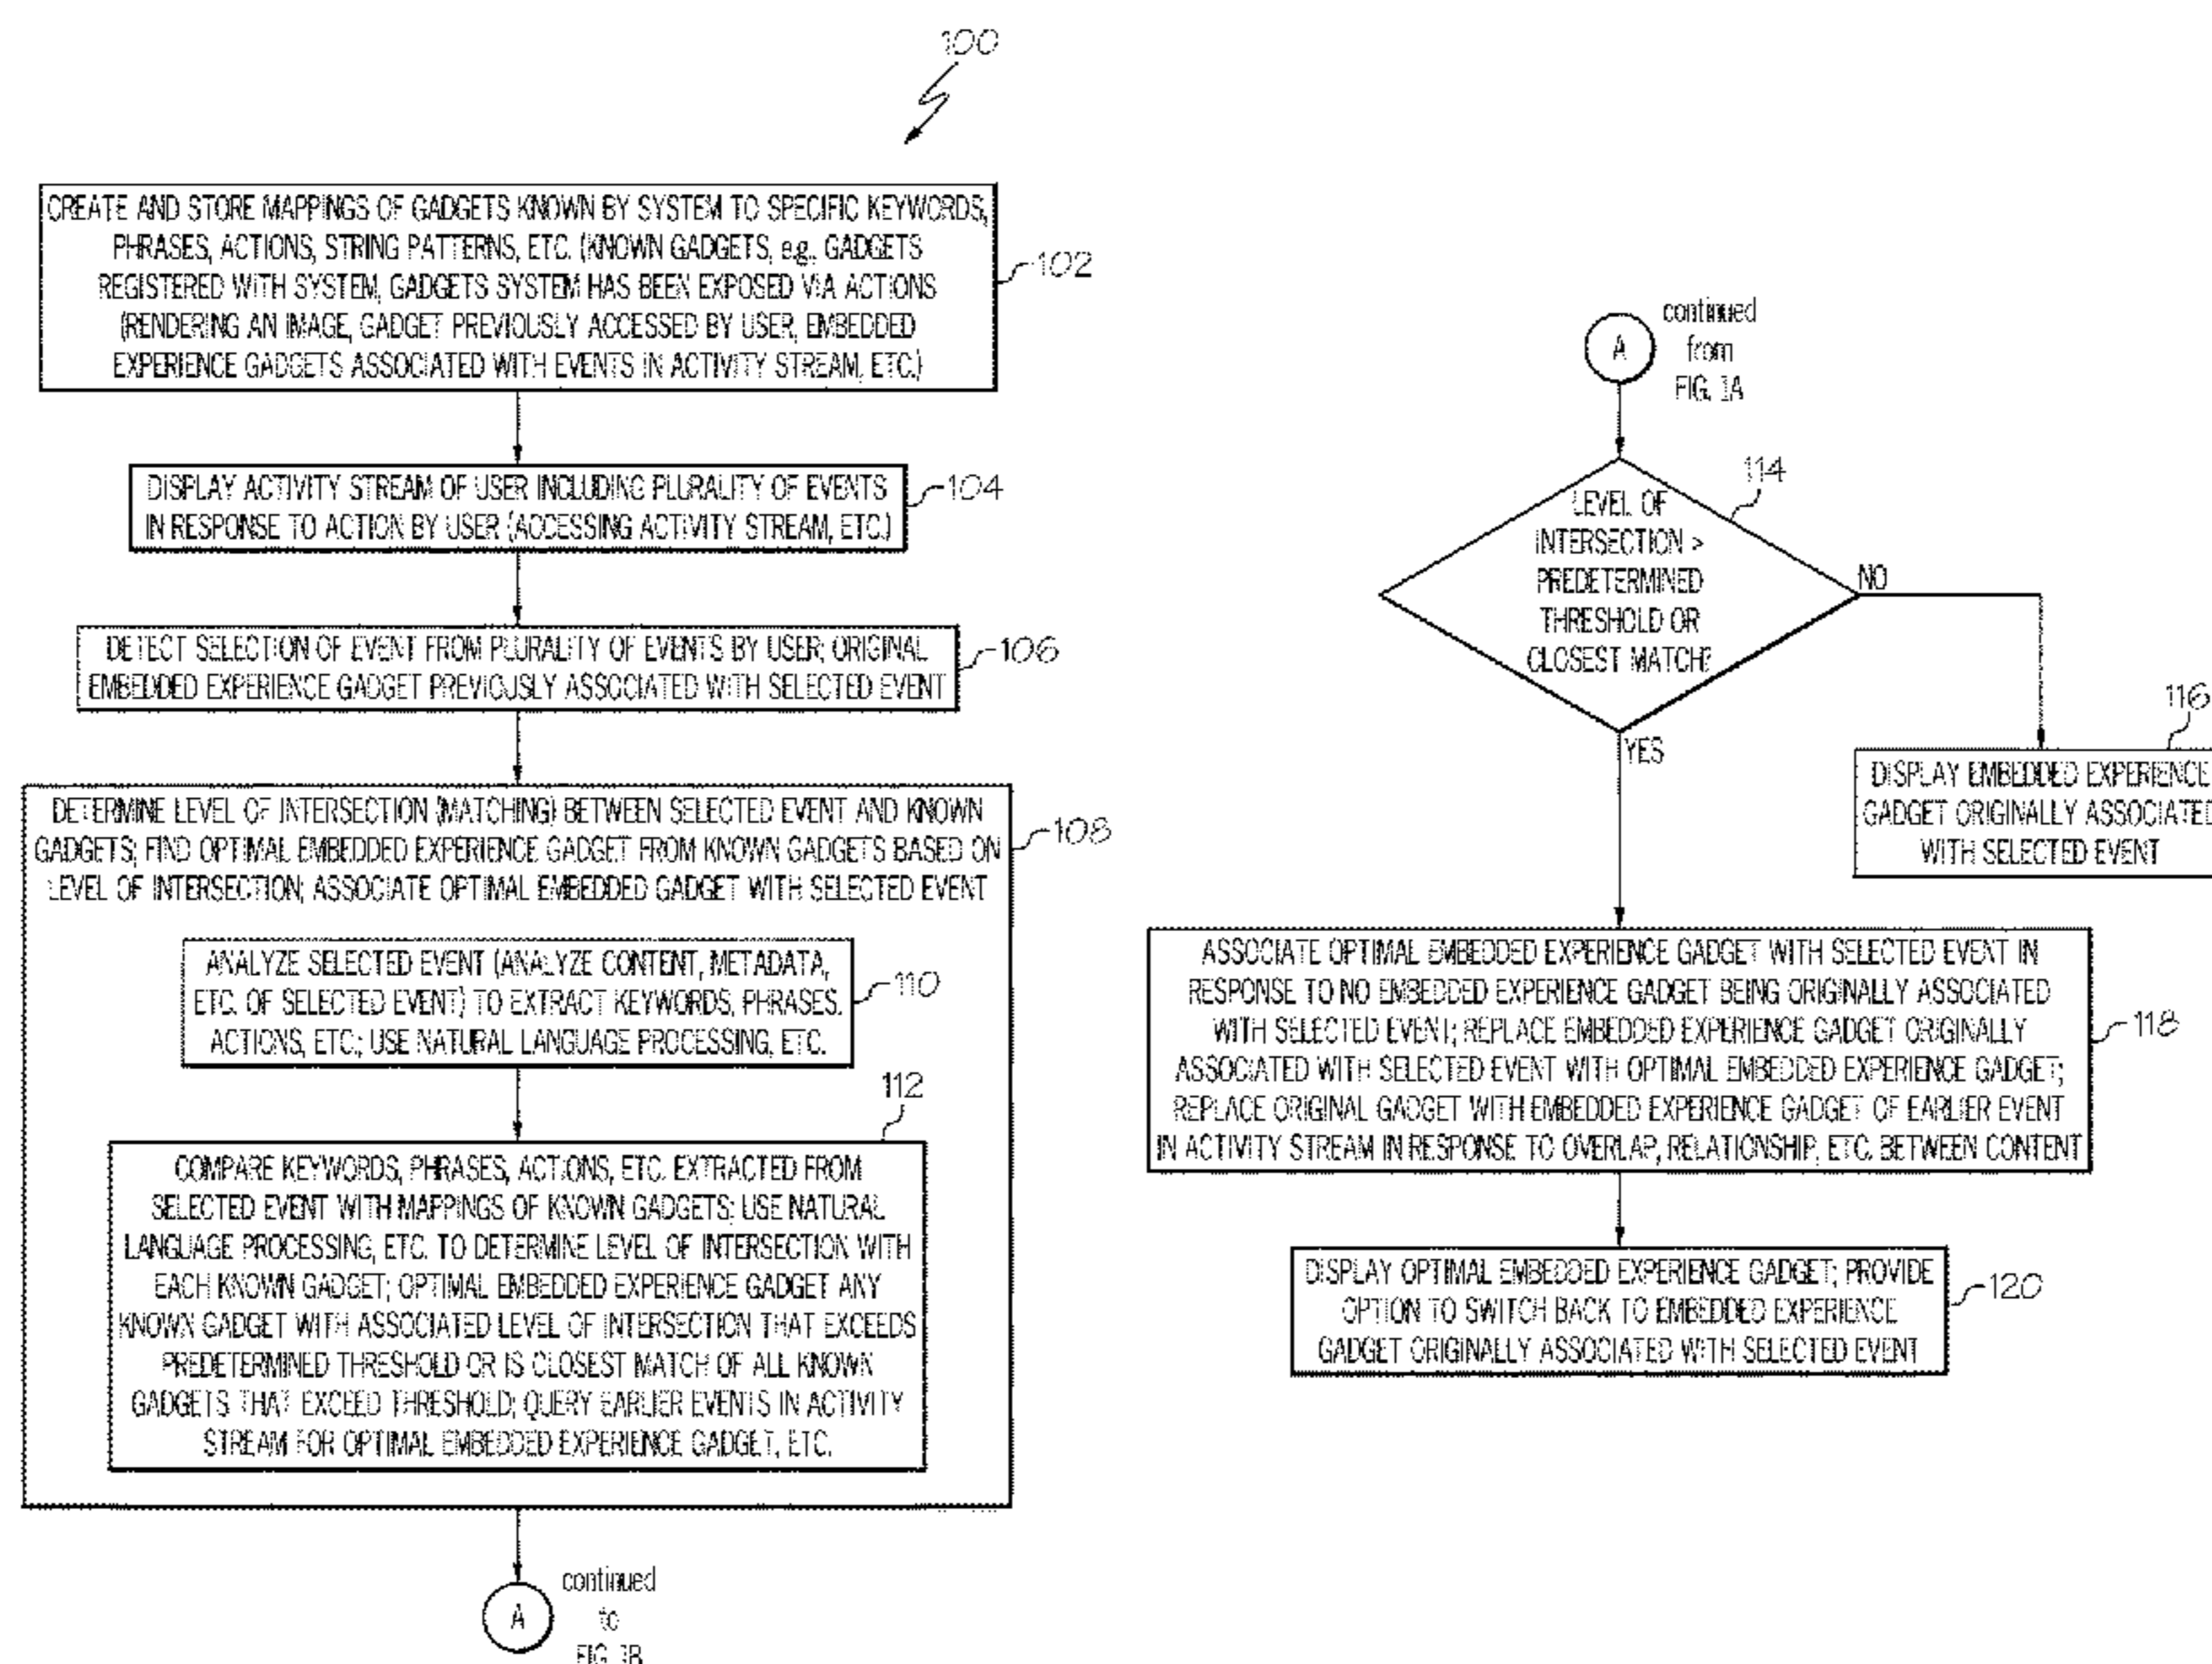 100
CREATE AND STORE MAPPINGS OF GADGETS KNOWN BY SYSTEM TO SPECIFIC KEYWORDS,
PHRASES, ACTIONS, STRING PATTERNS, ETC. (KNOWN GADGETS, e.g., GADGETS
REGISTERED WITH SYSTEM, GADGETS SYSTEM HAS BEEN EXPOSED VIA ACTIONS
(RENDERING AN IMAGE, GADGET PREVIOUSLY ACCESSED BY USER, EMBEDDED
EXPERIENCE GADGETS ASSOCIATED WITH EVENTS IN ACTIVITY STREAM, ETC.)
102
DISPLAY ACTIVITY STREAM OF USER INCLUDING PLURALITY OF EVENTS
IN RESPONSE TO ACTION BY USER (ACCESSING ACTIVITY STREAM, ETC.)
104
DETECT SELECTION OF EVENT FROM PLURALITY OF EVENTS BY USER; ORIGINAL
EMBEDDED EXPERIENCE GADGET PREVIOUSLY ASSOCIATED WITH SELECTED EVENT
106
DETERMINE LEVEL OF INTERSECTION (MATCHING) BETWEEN SELECTED EVENT AND KNOWN
GADGETS; FIND OPTIMAL EMBEDDED EXPERIENCE GADGET FROM KNOWN GADGETS BASED ON
LEVEL OF INTERSECTION; ASSOCIATE OPTIMAL EMBEDDED GADGET WITH SELECTED EVENT
108
ANALYZE SELECTED EVENT (ANALYZE CONTENT, METADATA,
ETC. OF SELECTED EVENT) TO EXTRACT KEYWORDS, PHRASES,
ACTIONS, ETC.; USE NATURAL LANGUAGE PROCESSING, ETC.
110
112
COMPARE KEYWORDS, PHRASES, ACTIONS, ETC. EXTRACTED FROM
SELECTED EVENT WITH MAPPINGS OF KNOWN GADGETS; USE NATURAL
LANGUAGE PROCESSING, ETC. TO DETERMINE LEVEL OF INTERSECTION WITH
EACH KNOWN GADGET; OPTIMAL EMBEDDED EXPERIENCE GADGET ANY
KNOWN GADGET WITH ASSOCIATED LEVEL OF INTERSECTION THAT EXCEEDS
PREDETERMINED THRESHOLD OR IS CLOSEST MATCH OF ALL KNOWN
GADGETS THAT EXCEED THRESHOLD; QUERY EARLIER EVENTS IN ACTIVITY
STREAM FOR OPTIMAL EMBEDDED EXPERIENCE GADGET, ETC.
A
continued
to
FIG. 1B
A
continued
from
FIG. 1A
114
LEVEL OF
INTERSECTION >
PREDETERMINED
THRESHOLD OR
CLOSEST MATCH?
NO
YES
116
DISPLAY EMBEDDED EXPERIENCE
GADGET ORIGINALLY ASSOCIATED
WITH SELECTED EVENT
ASSOCIATE OPTIMAL EMBEDDED EXPERIENCE GADGET WITH SELECTED EVENT IN
RESPONSE TO NO EMBEDDED EXPERIENCE GADGET BEING ORIGINALLY ASSOCIATED
WITH SELECTED EVENT; REPLACE EMBEDDED EXPERIENCE GADGET ORIGINALLY
ASSOCIATED WITH SELECTED EVENT WITH OPTIMAL EMBEDDED EXPERIENCE GADGET;
REPLACE ORIGINAL GADGET WITH EMBEDDED EXPERIENCE GADGET OF EARLIER EVENT
IN ACTIVITY STREAM IN RESPONSE TO OVERLAP, RELATIONSHIP, ETC. BETWEEN CONTENT
118
DISPLAY OPTIMAL EMBEDDED EXPERIENCE GADGET; PROVIDE
OPTION TO SWITCH BACK TO EMBEDDED EXPERIENCE
GADGET ORIGINALLY ASSOCIATED WITH SELECTED EVENT
120